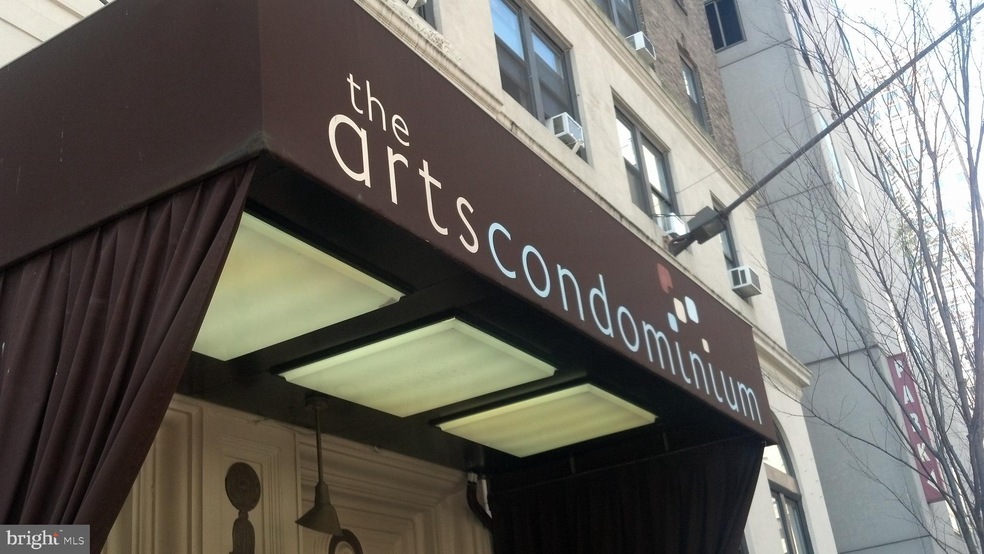 the
artscondominium
PARK
bright MLS